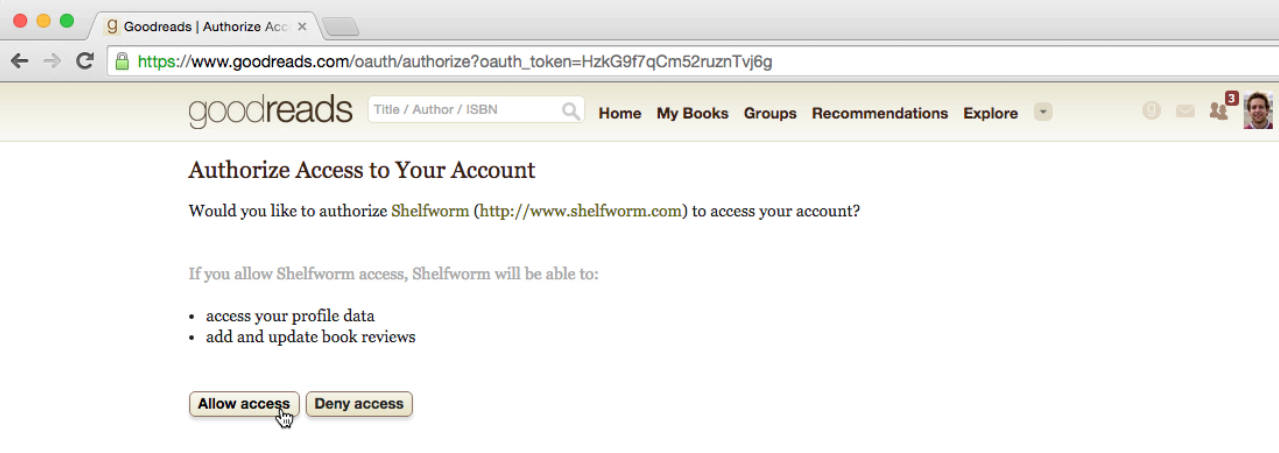 Goodreads | Authorize Acc
https://www.goodreads.com/oauth/authorize?oauth_token=HzkG9f7qCm52ruznTvj6g
goodreads Title / Author / ISBN Home My Books Groups Recommendations Explore 3
Authorize Access to Your Account
Would you like to authorize Shelfworm (http://www.shelfworm.com) to access your account?
If you allow Shelfworm access, Shelfworm will be able to:
• access your profile data
• add and update book reviews
Allow access Deny access